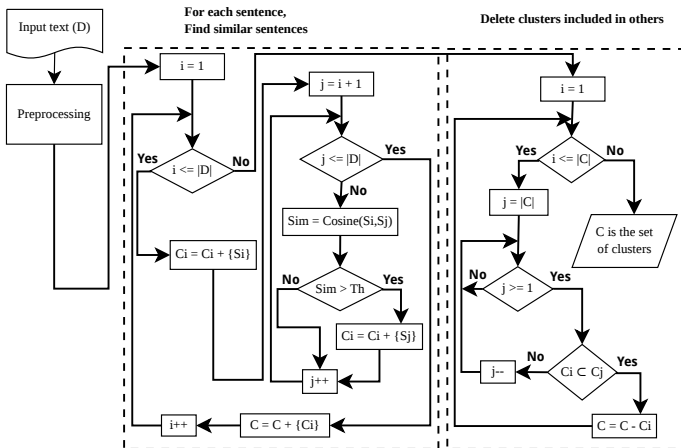 For each sentence,
Find similar sentences
Delete clusters included in others
Input text (D)
Preprocessing
i = 1
i <= |D|
Yes
No
Ci = Ci + {Si}
j = i + 1
j <= |D|
Yes
No
Sim = Cosine(Si,Sj)
Sim > Th
No
Yes
Ci = Ci + {Sj}
j++
C = C + {Ci}
i++
i = 1
i <= |C|
Yes
No
C is the set
of clusters
j = |C|
j >= 1
No
Yes
Ci ⊂ Cj
No
Yes
j--
C = C - Ci